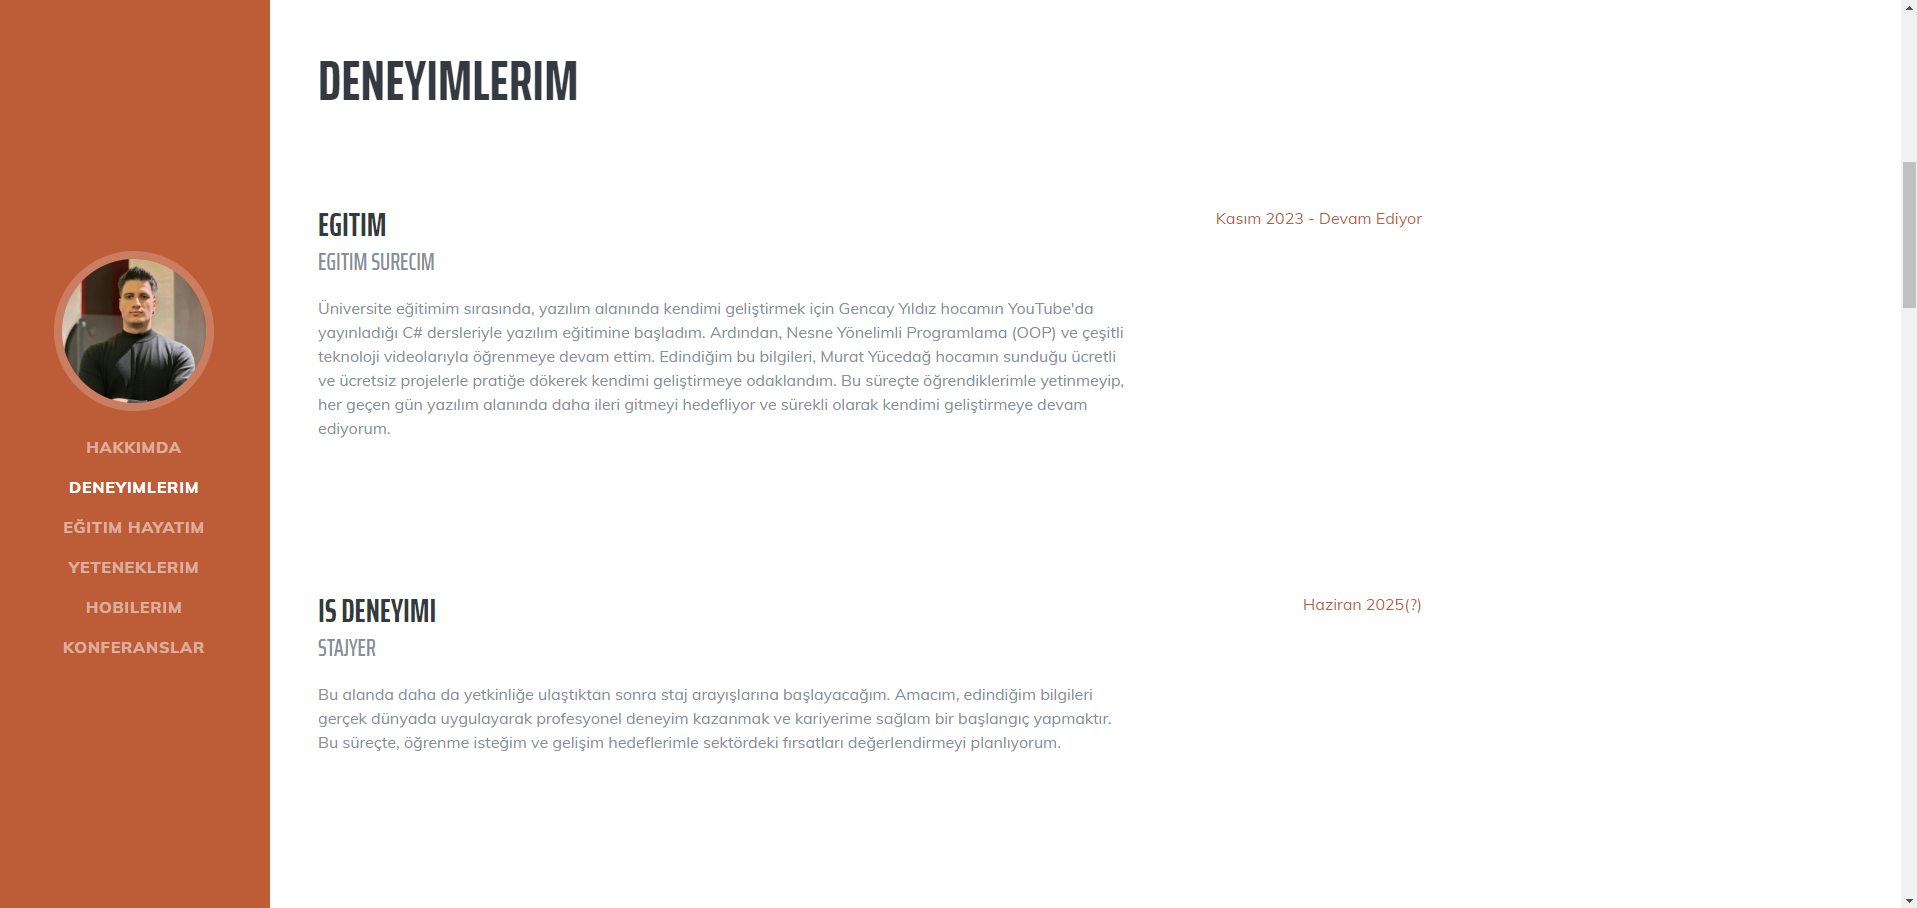 HAKKIMDA
DENEYIMLERIM
EĞITIM HAYATIM
YETENEKLERIM
HOBILERIM
KONFERANSLAR
DENEYIMLERIM
EGITIM
Kasım 2023 - Devam Ediyor
EGITIM SURECIM
Üniversite eğitimim sırasında, yazılım alanında kendimi geliştirmek için Gencay Yıldız hocamın YouTube'da
yayınladığı C# dersleriyle yazılım eğitimine başladım. Ardından, Nesne Yönelimli Programlama (OOP) ve çeşitli
teknoloji videolarıyla öğrenmeye devam ettim. Edindiğim bu bilgileri, Murat Yücedağ hocamın sunduğu ücretli
ve ücretsiz projelerle pratiğe dökerek kendimi geliştirmeye odaklandım. Bu süreçte öğrendiklerimle yetinmeyip,
her geçen gün yazılım alanında daha ileri gitmeyi hedefliyor ve sürekli olarak kendimi geliştirmeye devam
ediyorum.
IS DENEYIMI
Haziran 2025(?)
STAJYER
Bu alanda daha da yetkinliğe ulaştıktan sonra staj arayışlarına başlayacağım. Amacım, edindiğim bilgileri
gerçek dünyada uygulayarak profesyonel deneyim kazanmak ve kariyerime sağlam bir başlangıç yapmaktır.
Bu süreçte, öğrenme isteğim ve gelişim hedeflerimle sektördeki fırsatları değerlendirmeyi planlıyorum.